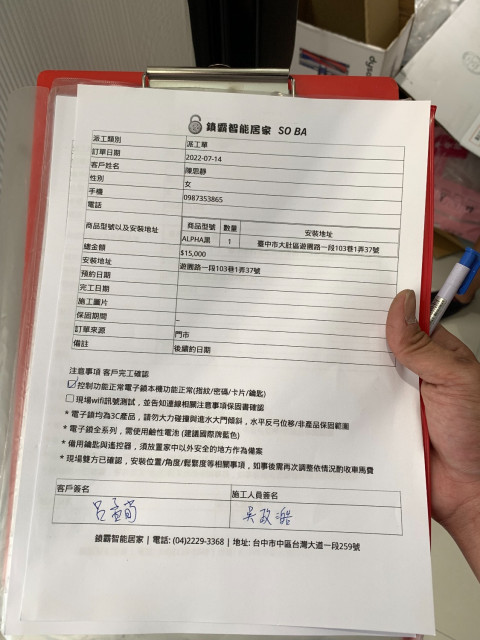 鎖霸智能居家 SO BA
派工類別 派工單
訂單日期 2022-07-14
客戶姓名 陳恩靜
性別 女
手機 0987353865
電話
商品型號以及安裝地址 商品型號 數量 安裝地址
ALPHA黑 1 臺中市大社區遊園路一段103巷1弄37號
總金額 $15,000
安裝地址 遊園路一段103巷1弄37號
預約日期
完工日期
施工圖片
保固期間 _
訂單來源 門市
備註 後續約日期
注意事項 客戶完工確認
控制功能正常電子鎖本機功能正常(指紋/密碼/卡片/鑰匙)
現場wifi訊號測試，並告知連線相關注意事項保固書確認
*電子鎖均為3C產品，請勿大力碰撞與進水大門傾斜，水平反弓位移/非產品保固範圍
*電子鎖全系列，需使用鹼性電池 (建議國際牌藍色)
*備用鑰匙與遙控器，須放置家中以外安全的地方作為備案
*現場雙方已確認，安裝位置/角度/鬆緊度等相關事項，如事後需再次調整依情況酌收車馬費
客戶簽名 施工人員簽名
吳政澔
鎖霸智能居家 | 電話: (04)2229-3368 | 地址: 台中市中區台灣大道一段259號
dyson